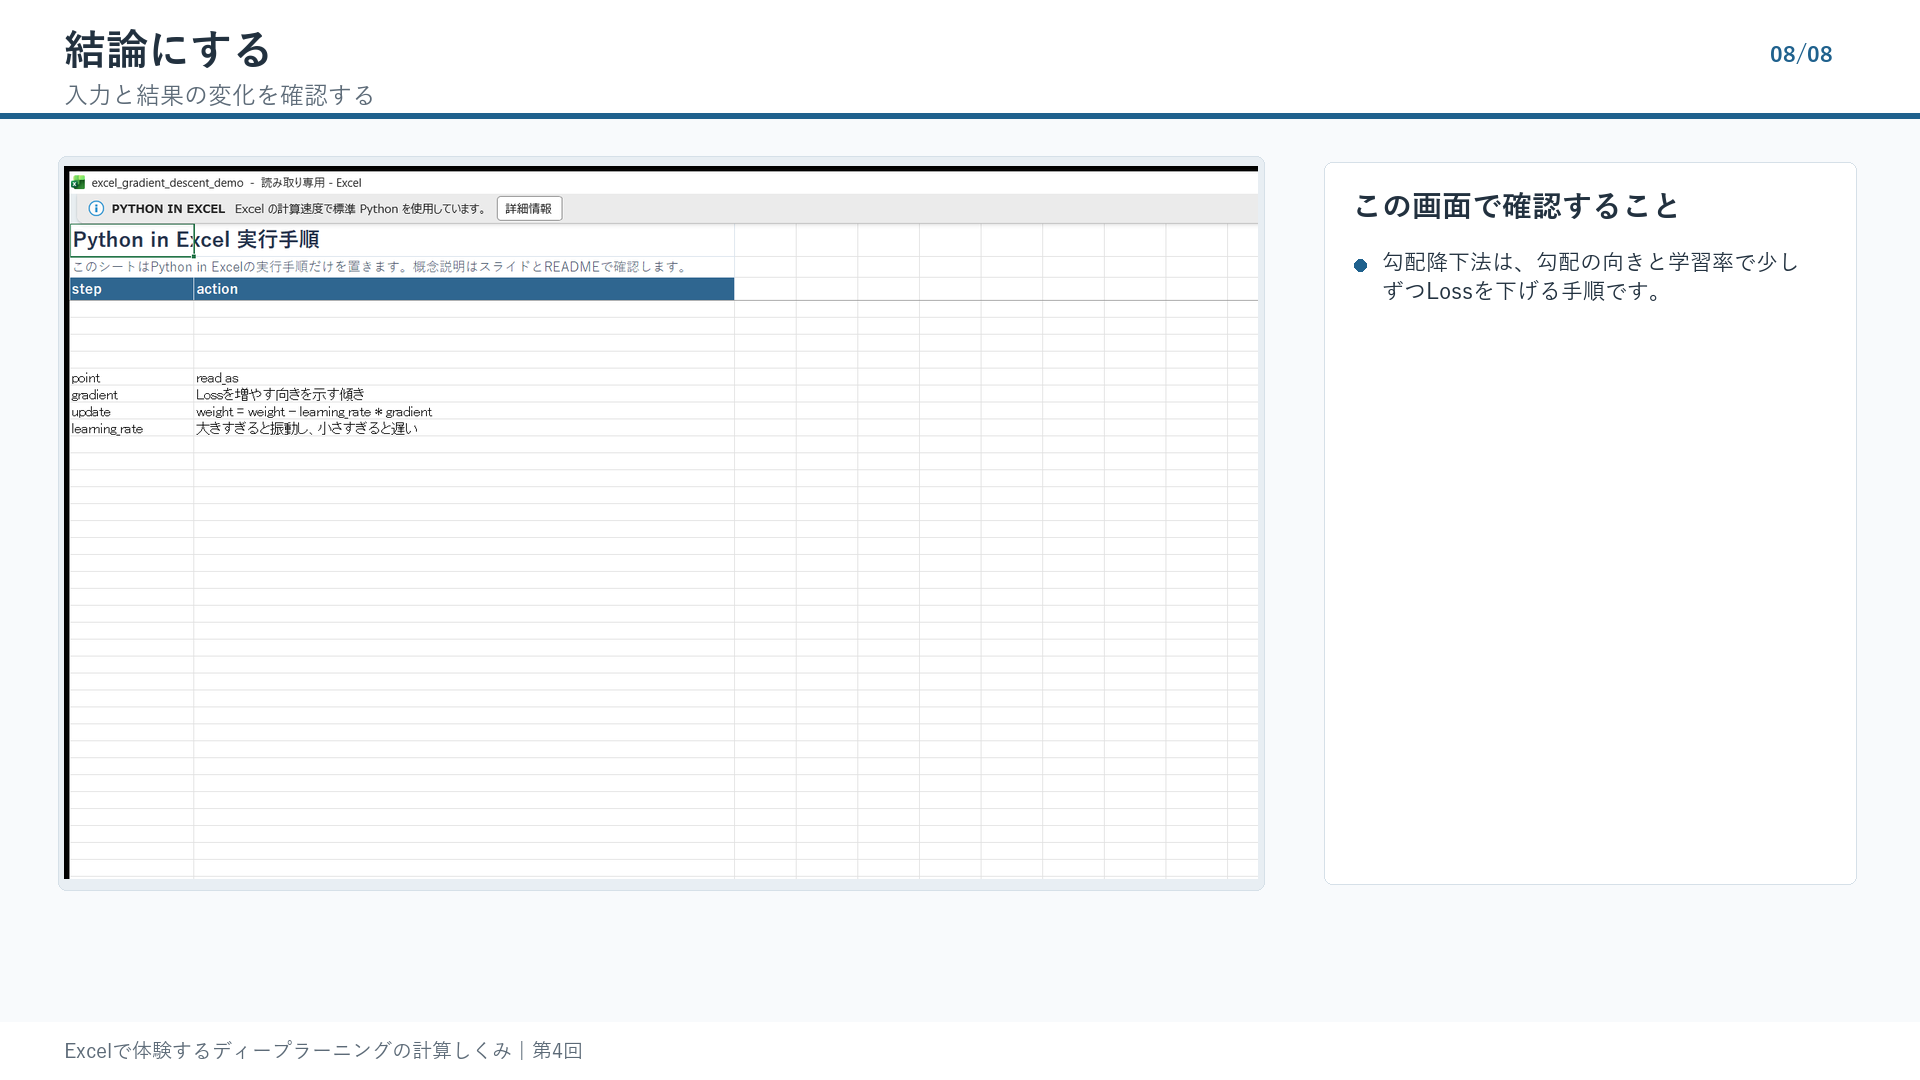 結論にする
入力と結果の変化を確認する
08/08
excel_gradient_descent_demo - 読み取り専用 - Excel
PYTHON IN EXCEL Excel の計算速度で標準 Python を使用しています。 詳細情報
Python in Excel 実行手順
このシートはPython in Excelの実行手順だけを置きます。概念説明はスライドとREADMEで確認します。
step action
point read_as
gradient Lossを増やす向きを示す傾き
update weight = weight - learning_rate * gradient
learning_rate 大きすぎると振動し、小さすぎると遅い
この画面で確認すること
勾配降下法は、勾配の向きと学習率で少し
ずつLossを下げる手順です。
Excelで体験するディープラーニングの計算しくみ｜第4回